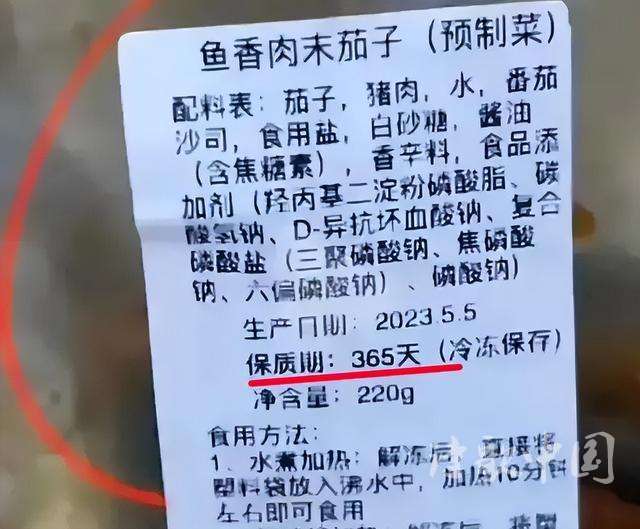 鱼香肉末茄子（预制菜）
配料表：茄子，猪肉，水，番茄
沙司，食用盐，白砂糖，酱油
（含焦糖素），香辛料，食品添
加剂（羟丙基二淀粉磷酸脂、碳
酸氢钠、D-异抗坏血酸钠、复合
磷酸盐（三聚磷酸钠、焦磷酸
钠、六偏磷酸钠）、磷酸钠）
生产日期：2023.5.5
保质期：365天（冷冻保存）
净含量：220g
食用方法：
1、水煮加热：解冻后，直接将
塑料袋放入沸水中，加热10分钟
左右即可食用
中国